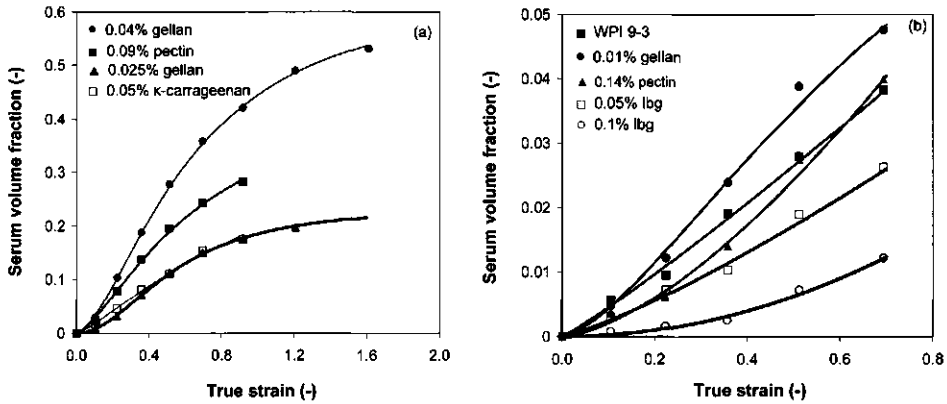 (a)
0.04% gellan
0.09% pectin
0.025% gellan
0.05% κ-carrageenan
0.6
0.5
0.4
0.3
0.2
0.1
0
0.0
0.4
0.8
1.2
1.6
2.0
Serum volume fraction (-)
True strain (-)
(b)
WPI 9-3
0.01% gellan
0.14% pectin
0.05% lbg
0.1% lbg
0.05
0.04
0.03
0.02
0.01
0
0.0
0.2
0.4
0.6
0.8
Serum volume fraction (-)
True strain (-)